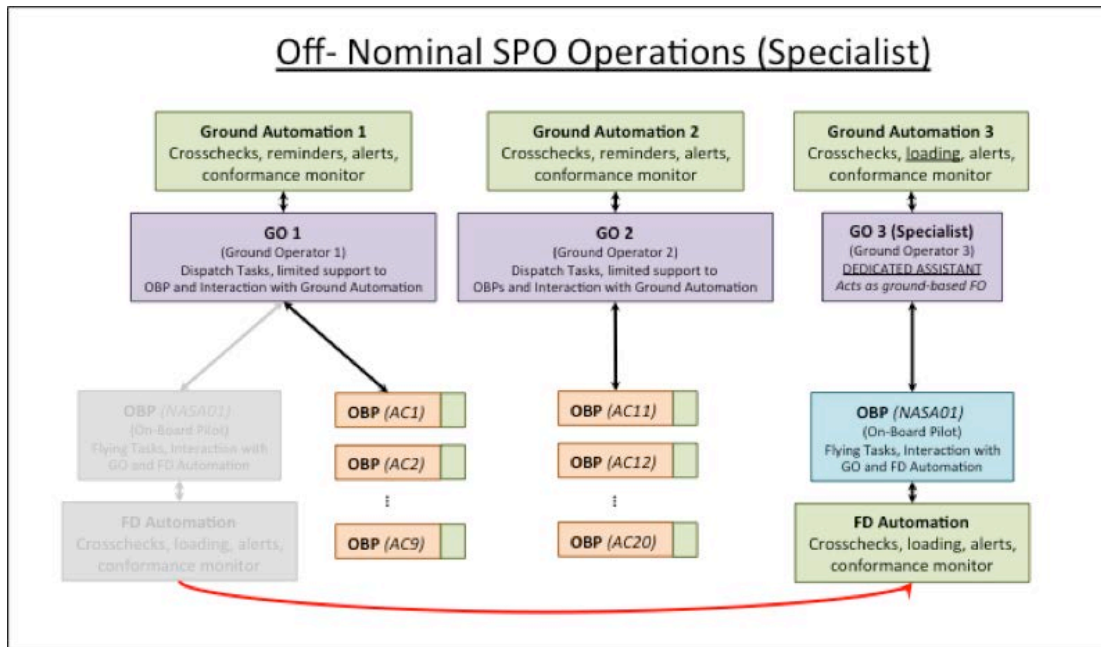 Off- Nominal SPO Operations (Specialist)
Ground Automation 1
Crosschecks, reminders, alerts,
conformance monitor
Ground Automation 2
Crosschecks, reminders, alerts,
conformance monitor
Ground Automation 3
Crosschecks, loading, alerts,
conformance monitor
GO 1
(Ground Operator 1)
Dispatch Tasks, limited support to
OBP and Interaction with Ground Automation
GO 2
(Ground Operator 2)
Dispatch Tasks, limited support to
OBPs and Interaction with Ground Automation
GO 3 (Specialist)
(Ground Operator 3)
DEDICATED ASSISTANT
Acts as ground-based FO
OBP (NASA01)
(On-Board Pilot)
Flying Tasks, Interaction with
GO and FD Automation
FD Automation
Crosschecks, loading, alerts,
conformance monitor
OBP (AC1)
OBP (AC2)
⋮
OBP (AC9)
OBP (AC11)
OBP (AC12)
⋮
OBP (AC20)
OBP (NASA01)
(On-Board Pilot)
Flying Tasks, Interaction with
GO and FD Automation
FD Automation
Crosschecks, loading, alerts,
conformance monitor